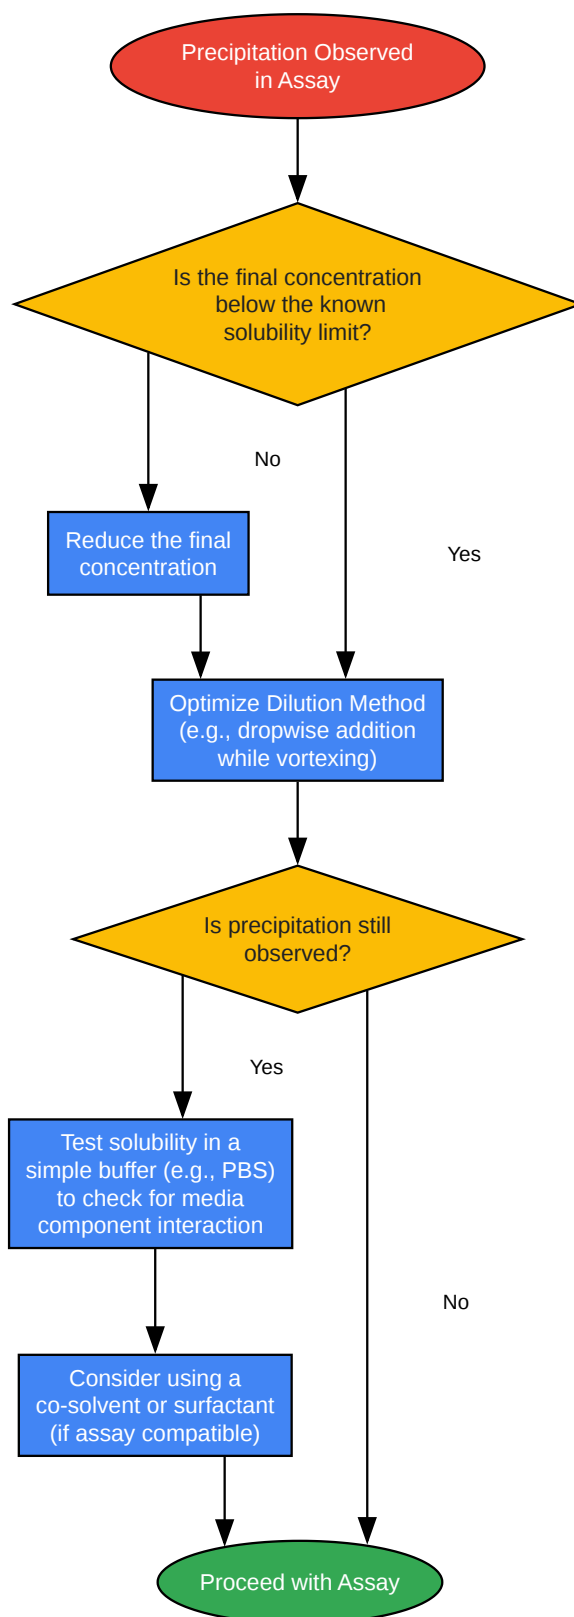 Precipitation Observed
in Assay
Is the final concentration
below the known
solubility limit?
No
Reduce the final
concentration
Yes
Optimize Dilution Method
(e.g., dropwise addition
while vortexing)
Is precipitation still
observed?
Yes
Test solubility in a
simple buffer (e.g., PBS)
to check for media
component interaction
No
Consider using a
co-solvent or surfactant
(if assay compatible)
Proceed with Assay